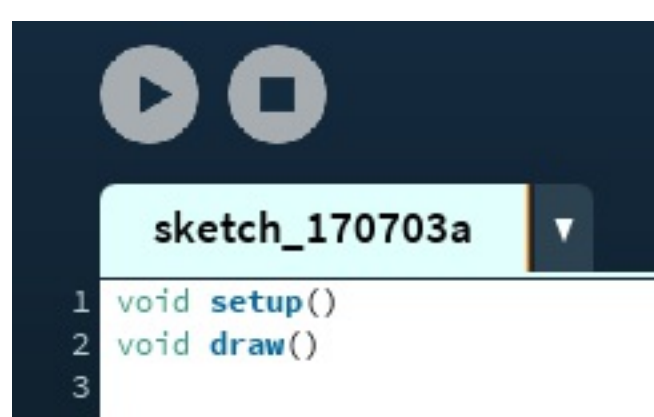 sketch_170703a
1 void setup()
2 void draw()
3